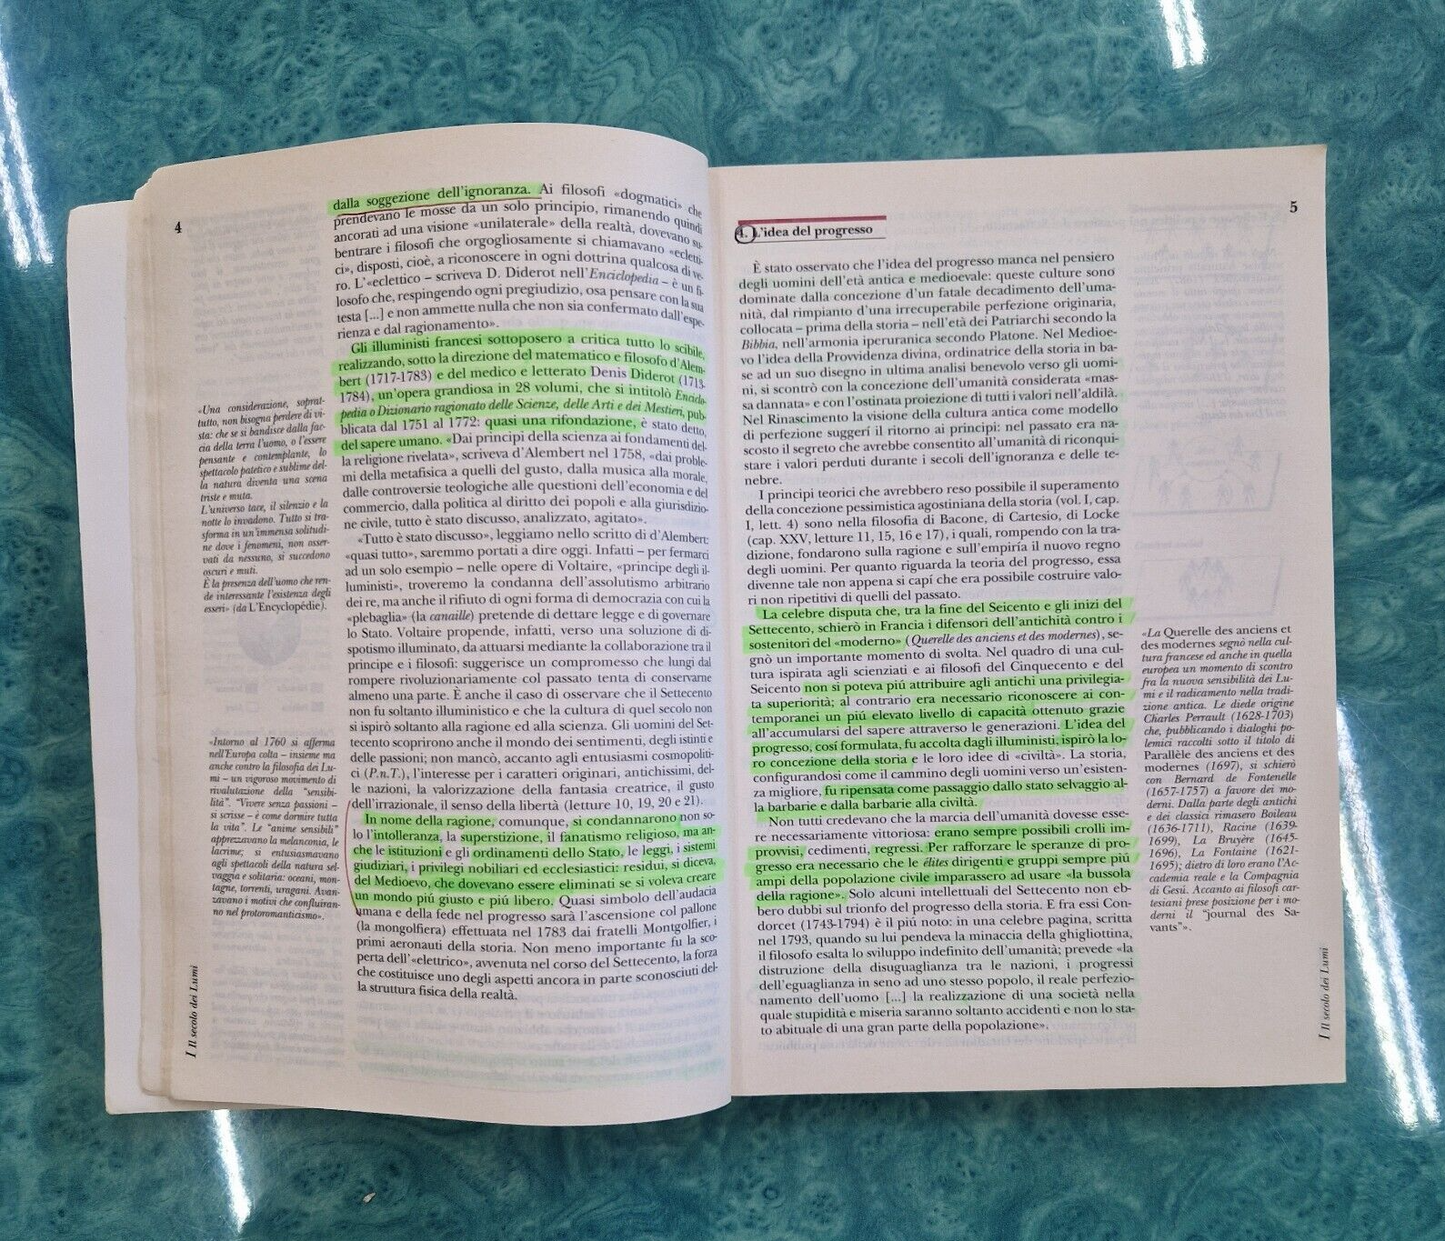 4
dalla soggezione dell'ignoranza. Ai filosofi «dogmatici» che
prendevano le mosse da un solo principio, rimanendo quindi
ancorati ad una visione «unilaterale» della realtà, dovevano su-
bentrare i filosofi che orgogliosamente si chiamavano «ecletti-
ci», disposti, cioè, a riconoscere in ogni dottrina qualcosa di ve-
ro. L'«eclettico – scriveva D. Diderot nell'Enciclopedia – è un fi-
losofo che, respingendo ogni pregiudizio, osa pensare con la sua
testa [...] e non ammette nulla che non sia confermato dall'espe-
rienza e dal ragionamento».
Gli illuministi francesi sottoposero a critica tutto lo scibile,
realizzando, sotto la direzione del matematico e filosofo d'Alem-
bert (1717-1783) e del medico e letterato Denis Diderot (1713-
1784), un'opera grandiosa in 28 volumi, che si intitolò Enciclo-
pedia o Dizionario ragionato delle Scienze, delle Arti e dei Mestieri, pub-
blicata dal 1751 al 1772: quasi una rifondazione, è stato detto,
del sapere umano. «Dai princìpi della scienza ai fondamenti del-
la religione rivelata», scriveva d'Alembert nel 1758, «dai proble-
mi della metafisica a quelli del gusto, dalla musica alla morale,
dalle controversie teologiche alle questioni dell'economia e del
commercio, dalla politica al diritto dei popoli e alla giurisdizio-
ne civile, tutto è stato discusso, analizzato, agitato».
«Tutto è stato discusso», leggiamo nello scritto di d'Alembert:
«quasi tutto», saremmo portati a dire oggi. Infatti – per fermarci
ad un solo esempio – nelle opere di Voltaire, «principe degli il-
luministi», troveremo la condanna dell'assolutismo arbitrario
dei re, ma anche il rifiuto di ogni forma di democrazia con cui la
«plebaglia» (la canaille) pretende di dettare legge e di governare
lo Stato. Voltaire propende, infatti, verso una soluzione di di-
spotismo illuminato, da attuarsi mediante la collaborazione tra il
principe e i filosofi: suggerisce un compromesso che lungi dal
rompere rivoluzionariamente col passato tenta di conservarne
almeno una parte. È anche il caso di osservare che il Settecento
non fu soltanto illuministico e che la cultura di quel secolo non
si ispirò soltanto alla ragione ed alla scienza. Gli uomini del Set-
tecento scoprirono anche il mondo dei sentimenti, degli istinti e
delle passioni; non mancò, accanto agli entusiasmi cosmopoliti-
ci (P.n.T.), l'interesse per i caratteri originari, antichissimi, del-
le nazioni, la valorizzazione della fantasia creatrice, il gusto
dell'irrazionale, il senso della libertà (letture 10, 19, 20 e 21).
In nome della ragione, comunque, si condannarono non so-
lo l'intolleranza, la superstizione, il fanatismo religioso, ma an-
che le istituzioni e gli ordinamenti dello Stato, le leggi, i sistemi
giudiziari, i privilegi nobiliari ed ecclesiastici: residui, si diceva,
del Medioevo, che dovevano essere eliminati se si voleva creare
un mondo più giusto e più libero. Quasi simbolo dell'audacia
umana e della fede nel progresso sarà l'ascensione col pallone
(la mongolfiera) effettuata nel 1783 dai fratelli Montgolfier, i
primi aeronauti della storia. Non meno importante fu la sco-
perta dell'«elettrico», avvenuta nel corso del Settecento, la forza
che costituisce uno degli aspetti ancora in parte sconosciuti del-
la struttura fisica della realtà.
«Una considerazione, soprat-
tutto, non bisogna perdere di vi-
sta: che se si bandisce dalla fac-
cia della terra l'uomo, o l'essere
pensante e contemplante, lo
spettacolo patetico e sublime del-
la natura diventa una scena
triste e muta.
L'universo tace, il silenzio e la
notte lo invadono. Tutto si tra-
sforma in un'immensa solitudi-
ne dove i fenomeni, non osser-
vati da nessuno, si succedono
oscuri e muti.
È la presenza dell'uomo che ren-
de interessante l'esistenza degli
esseri» (da L'Encyclopédie).
«Intorno al 1760 si afferma
nell'Europa colta – insieme ma
anche contro la filosofia dei Lu-
mi – un vigoroso movimento di
rivalutazione della "sensibi-
lità". "Vivere senza passioni –
si scrisse – è come dormire tutta
la vita". Le "anime sensibili"
apprezzavano la melanconia, le
lacrime; si entusiasmavano
agli spettacoli della natura sel-
vaggia e solitaria: oceani, mon-
tagne, torrenti, uragani. Avan-
zavano i motivi che confluiran-
no nel protoromanticismo».
I Il secolo dei Lumi
5
4. L'idea del progresso
È stato osservato che l'idea del progresso manca nel pensiero
degli uomini dell'età antica e medioevale: queste culture sono
dominate dalla concezione d'un fatale decadimento dell'uma-
nità, dal rimpianto d'una irrecuperabile perfezione originaria,
collocata – prima della storia – nell'età dei Patriarchi secondo la
Bibbia, nell'armonia iperuranica secondo Platone. Nel Medioe-
vo l'idea della Provvidenza divina, ordinatrice della storia in ba-
se ad un suo disegno in ultima analisi benevolo verso gli uomi-
ni, si scontrò con la concezione dell'umanità considerata «mas-
sa dannata» e con l'ostinata proiezione di tutti i valori nell'aldilà.
Nel Rinascimento la visione della cultura antica come modello
di perfezione suggerí il ritorno ai princìpi: nel passato era na-
scosto il segreto che avrebbe consentito all'umanità di riconqui-
stare i valori perduti durante i secoli dell'ignoranza e delle te-
nebre.
I princìpi teorici che avrebbero reso possibile il superamento
della concezione pessimistica agostiniana della storia (vol. I, cap.
I, lett. 4) sono nella filosofia di Bacone, di Cartesio, di Locke
(cap. XXV, letture 11, 15, 16 e 17), i quali, rompendo con la tra-
dizione, fondarono sulla ragione e sull'empiría il nuovo regno
degli uomini. Per quanto riguarda la teoria del progresso, essa
divenne tale non appena si capí che era possibile costruire valo-
ri non ripetitivi di quelli del passato.
La celebre disputa che, tra la fine del Seicento e gli inizi del
Settecento, schierò in Francia i difensori dell'antichità contro i
sostenitori del «moderno» (Querelle des anciens et des modernes), se-
gnò un importante momento di svolta. Nel quadro di una cul-
tura ispirata agli scienziati e ai filosofi del Cinquecento e del
Seicento non si poteva piú attribuire agli antichi una privilegia-
ta superiorità; al contrario era necessario riconoscere ai con-
temporanei un piú elevato livello di capacità ottenuto grazie
all'accumularsi del sapere attraverso le generazioni. L'idea del
progresso, cosí formulata, fu accolta dagli illuministi: ispirò la lo-
ro concezione della storia e le loro idee di «civiltà». La storia,
configurandosi come il cammino degli uomini verso un'esisten-
za migliore, fu ripensata come passaggio dallo stato selvaggio al-
la barbarie e dalla barbarie alla civiltà.
Non tutti credevano che la marcia dell'umanità dovesse esse-
re necessariamente vittoriosa: erano sempre possibili crolli im-
provvisi, cedimenti, regressi. Per rafforzare le speranze di pro-
gresso era necessario che le élites dirigenti e gruppi sempre piú
ampi della popolazione civile imparassero ad usare «la bussola
della ragione». Solo alcuni intellettuali del Settecento non eb-
bero dubbi sul trionfo del progresso della storia. E fra essi Con-
dorcet (1743-1794) è il piú noto: in una celebre pagina, scritta
nel 1793, quando su lui pendeva la minaccia della ghigliottina,
il filosofo esalta lo sviluppo indefinito dell'umanità; prevede «la
distruzione della disuguaglianza tra le nazioni, i progressi
dell'eguaglianza in seno ad uno stesso popolo, il reale perfezio-
namento dell'uomo [...] la realizzazione di una società nella
quale stupidità e miseria saranno soltanto accidenti e non lo sta-
to abituale di una gran parte della popolazione».
«La Querelle des anciens et
des modernes segnò nella cul-
tura francese ed anche in quella
europea un momento di scontro
fra la nuova sensibilità dei Lu-
mi e il radicamento nella tradi-
zione antica. Le diede origine
Charles Perrault (1628-1703)
che, pubblicando i dialoghi po-
lemici raccolti sotto il titolo di
Parallèle des anciens et des
modernes (1697), si schierò
con Bernard de Fontenelle
(1657-1757) a favore dei mo-
derni. Dalla parte degli antichi
e dei classici rimasero Boileau
(1636-1711), Racine (1639-
1699), La Bruyère (1645-
1696), La Fontaine (1621-
1695); dietro di loro erano l'Ac-
cademia reale e la Compagnia
di Gesù. Accanto ai filosofi car-
tesiani prese posizione per i mo-
derni il "journal des Sa-
vants"».
I Il secolo dei Lumi